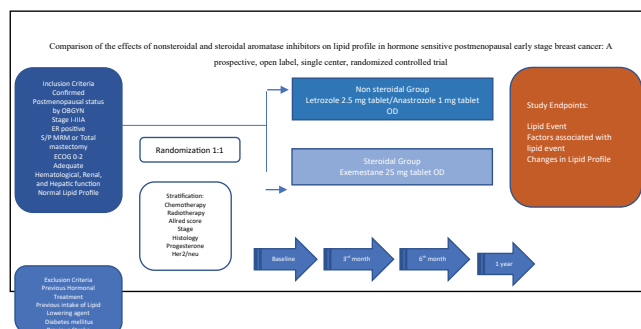 Comparison of the effects of nonsteroidal and steroidal aromatase inhibitors on lipid profile in hormone sensitive postmenopausal early stage breast cancer: A
prospective, open label, single center, randomized controlled trial
Inclusion Criteria
Confirmed
Postmenopausal status
by OBGYN
Stage I-IIIA
ER positive
S/P MRM or Total
mastectomy
ECOG 0-2
Adequate
Hematological, Renal,
and Hepatic function
Normal Lipid Profile
Randomization 1:1
Non steroidal Group
Letrozole 2.5 mg tablet/Anastrozole 1 mg tablet
OD
Steroidal Group
Exemestane 25 mg tablet OD
Study Endpoints:
Lipid Event
Factors associated with
lipid event
Changes in Lipid Profile
Stratification:
Chemotherapy
Radiotherapy
Allred score
Stage
Histology
Progesterone
Her2/neu
Baseline
3rd month
6th month
1 year
Exclusion Criteria
Previous Hormonal
Treatment
Previous intake of Lipid
Lowering agent
Diabetes mellitus